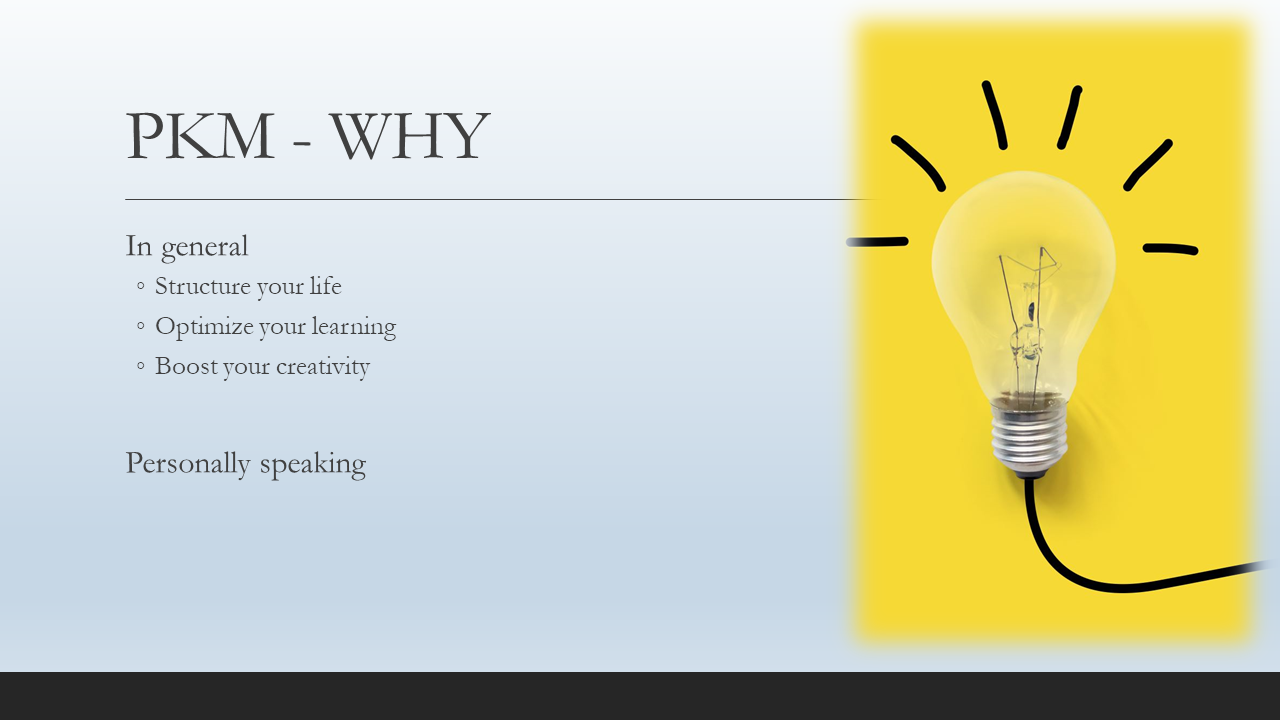 PKM - WHY
In general
◦ Structure your life
◦ Optimize your learning
◦ Boost your creativity
Personally speaking